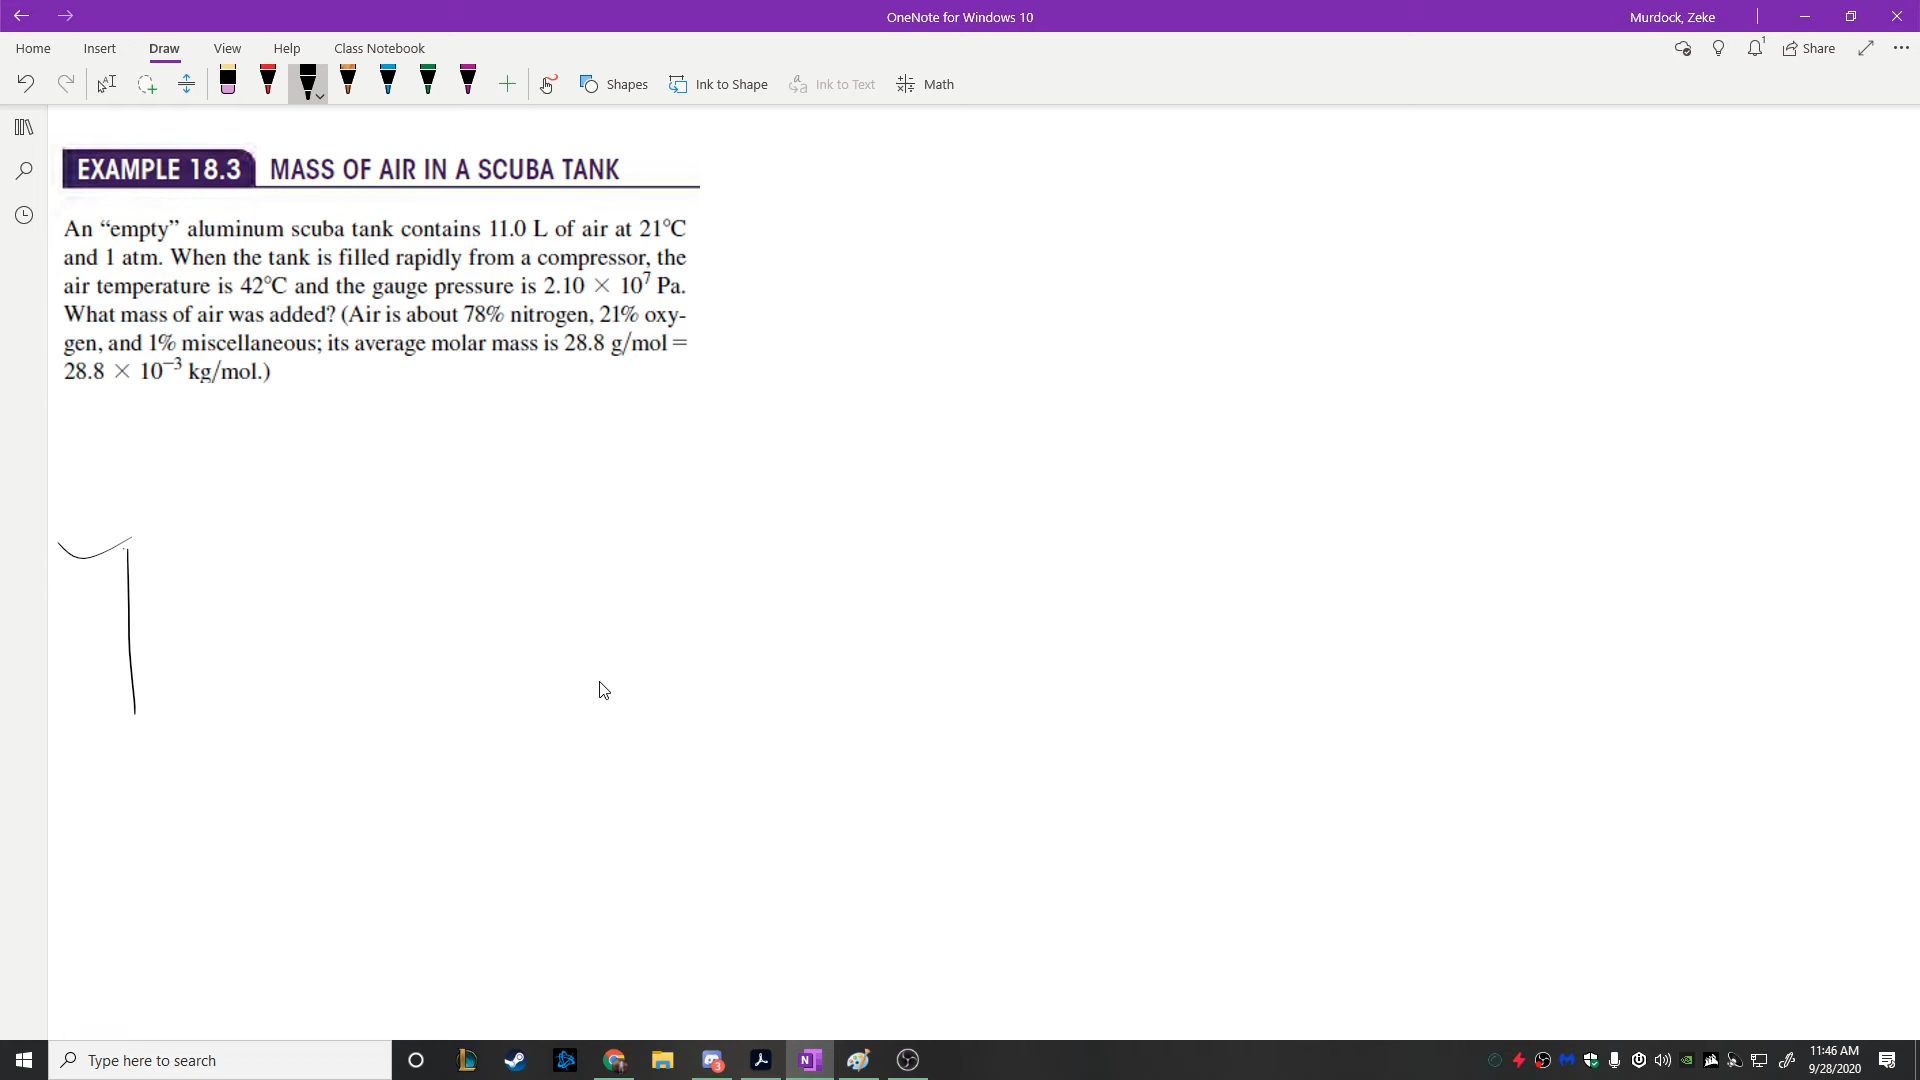 OneNote for Windows 10
Murdock, Zeke
Home Insert Draw View Help Class Notebook
1 Share
Shapes Ink to Shape Ink to Text Math
EXAMPLE 18.3 MASS OF AIR IN A SCUBA TANK
An “empty” aluminum scuba tank contains 11.0 L of air at 21°C
and 1 atm. When the tank is filled rapidly from a compressor, the
air temperature is 42°C and the gauge pressure is 2.10 × 10⁷ Pa.
What mass of air was added? (Air is about 78% nitrogen, 21% oxy-
gen, and 1% miscellaneous; its average molar mass is 28.8 g/mol =
28.8 × 10⁻³ kg/mol.)
Type here to search
3
N
11:46 AM
9/28/2020